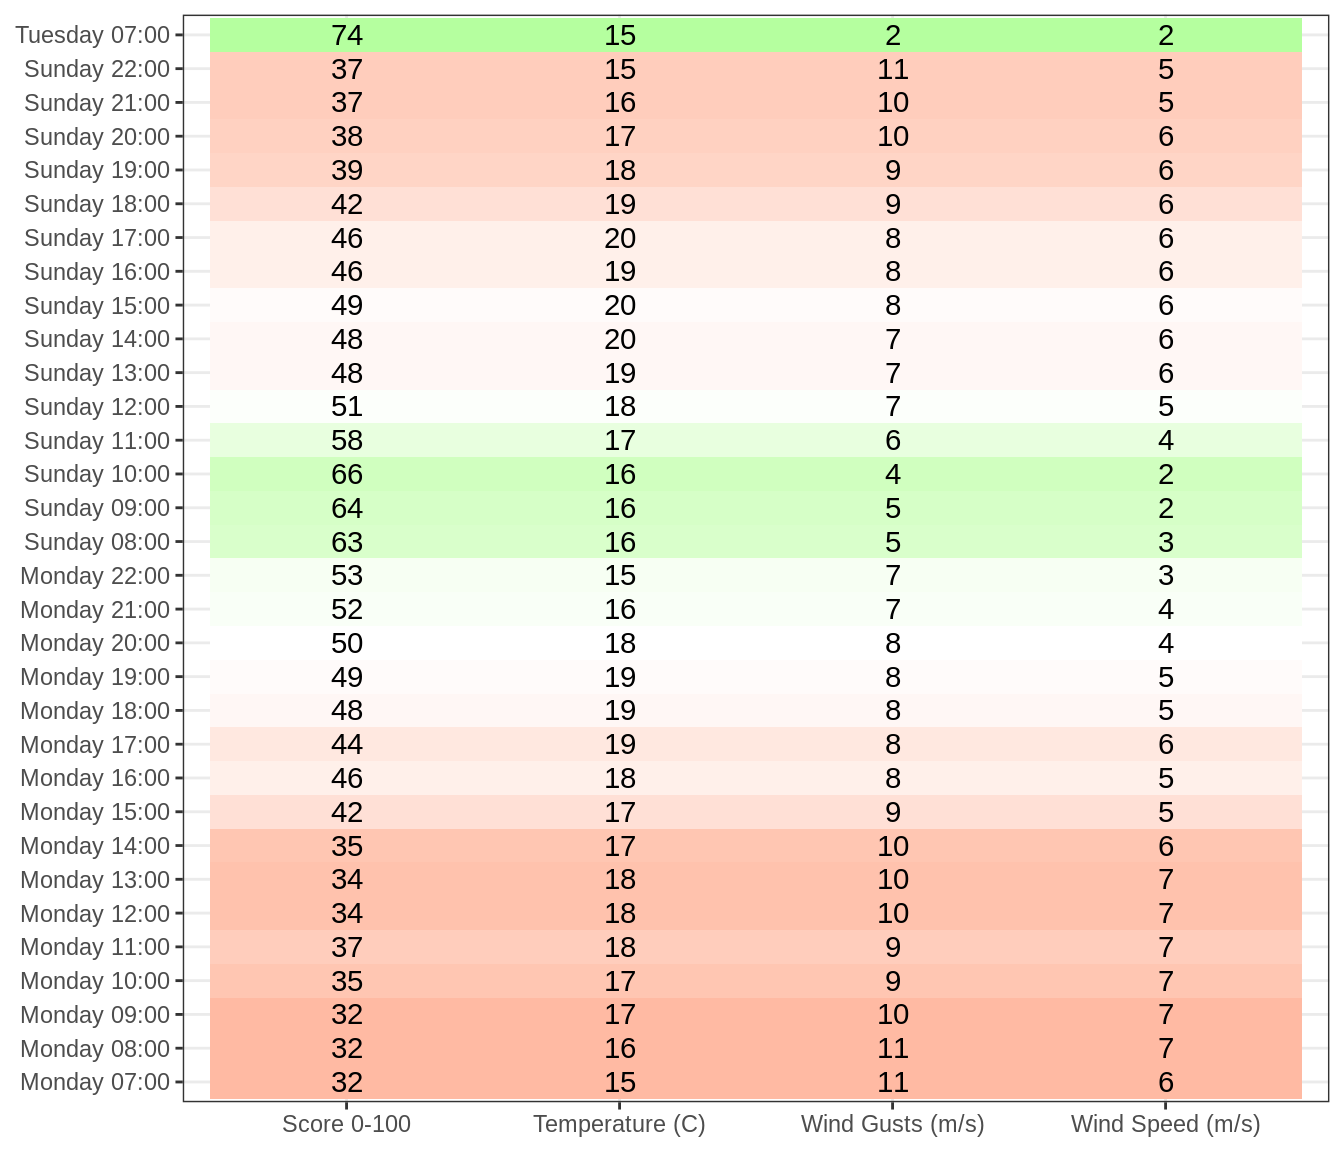 Tuesday 07:00 74 15 2 2
Sunday 22:00 37 15 11 5
Sunday 21:00 37 16 10 5
Sunday 20:00 38 17 10 6
Sunday 19:00 39 18 9 6
Sunday 18:00 42 19 9 6
Sunday 17:00 46 20 8 6
Sunday 16:00 46 19 8 6
Sunday 15:00 49 20 8 6
Sunday 14:00 48 20 7 6
Sunday 13:00 48 19 7 6
Sunday 12:00 51 18 7 5
Sunday 11:00 58 17 6 4
Sunday 10:00 66 16 4 2
Sunday 09:00 64 16 5 2
Sunday 08:00 63 16 5 3
Monday 22:00 53 15 7 3
Monday 21:00 52 16 7 4
Monday 20:00 50 18 8 4
Monday 19:00 49 19 8 5
Monday 18:00 48 19 8 5
Monday 17:00 44 19 8 6
Monday 16:00 46 18 8 5
Monday 15:00 42 17 9 5
Monday 14:00 35 17 10 6
Monday 13:00 34 18 10 7
Monday 12:00 34 18 10 7
Monday 11:00 37 18 9 7
Monday 10:00 35 17 9 7
Monday 09:00 32 17 10 7
Monday 08:00 32 16 11 7
Monday 07:00 32 15 11 6
Score 0-100 Temperature (C) Wind Gusts (m/s) Wind Speed (m/s)